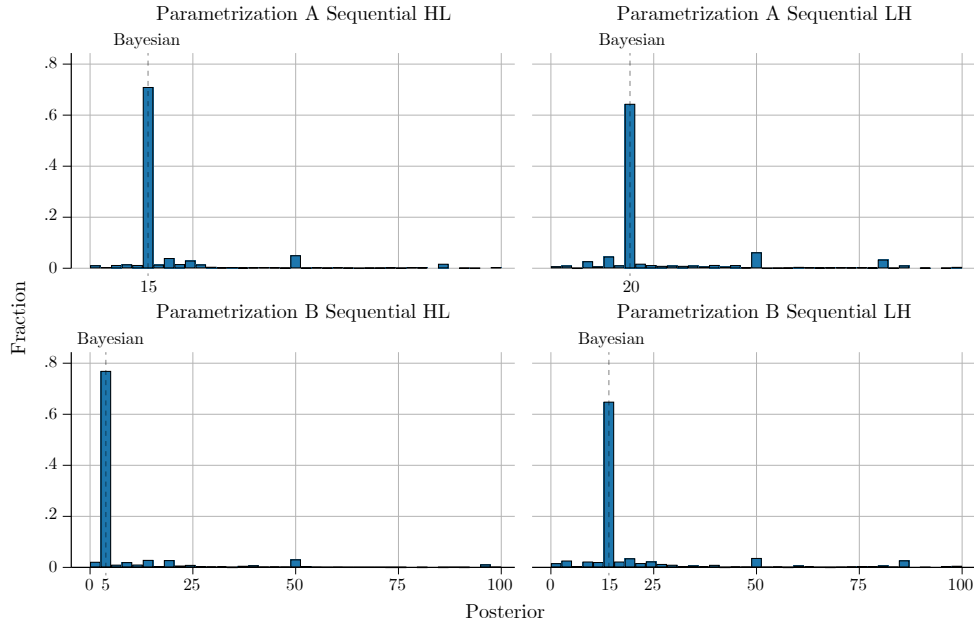 Parametrization A Sequential HL
Parametrization A Sequential LH
Bayesian
Bayesian
.8
.6
.4
.2
0
15
20
Parametrization B Sequential HL
Parametrization B Sequential LH
Bayesian
Bayesian
.8
.6
.4
.2
0
0 5 25 50 75 100
0 15 25 50 75 100
Fraction
Posterior